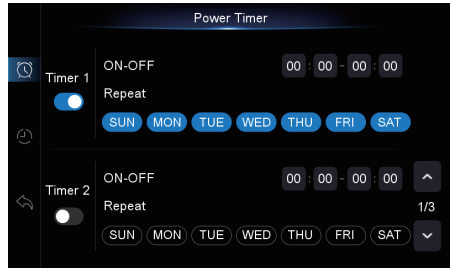 Power Timer
Timer 1
ON-OFF 00 : 00 - 00 : 00
Repeat
SUN MON TUE WED THU FRI SAT
Timer 2
ON-OFF 00 : 00 - 00 : 00
Repeat
SUN MON TUE WED THU FRI SAT
1/3